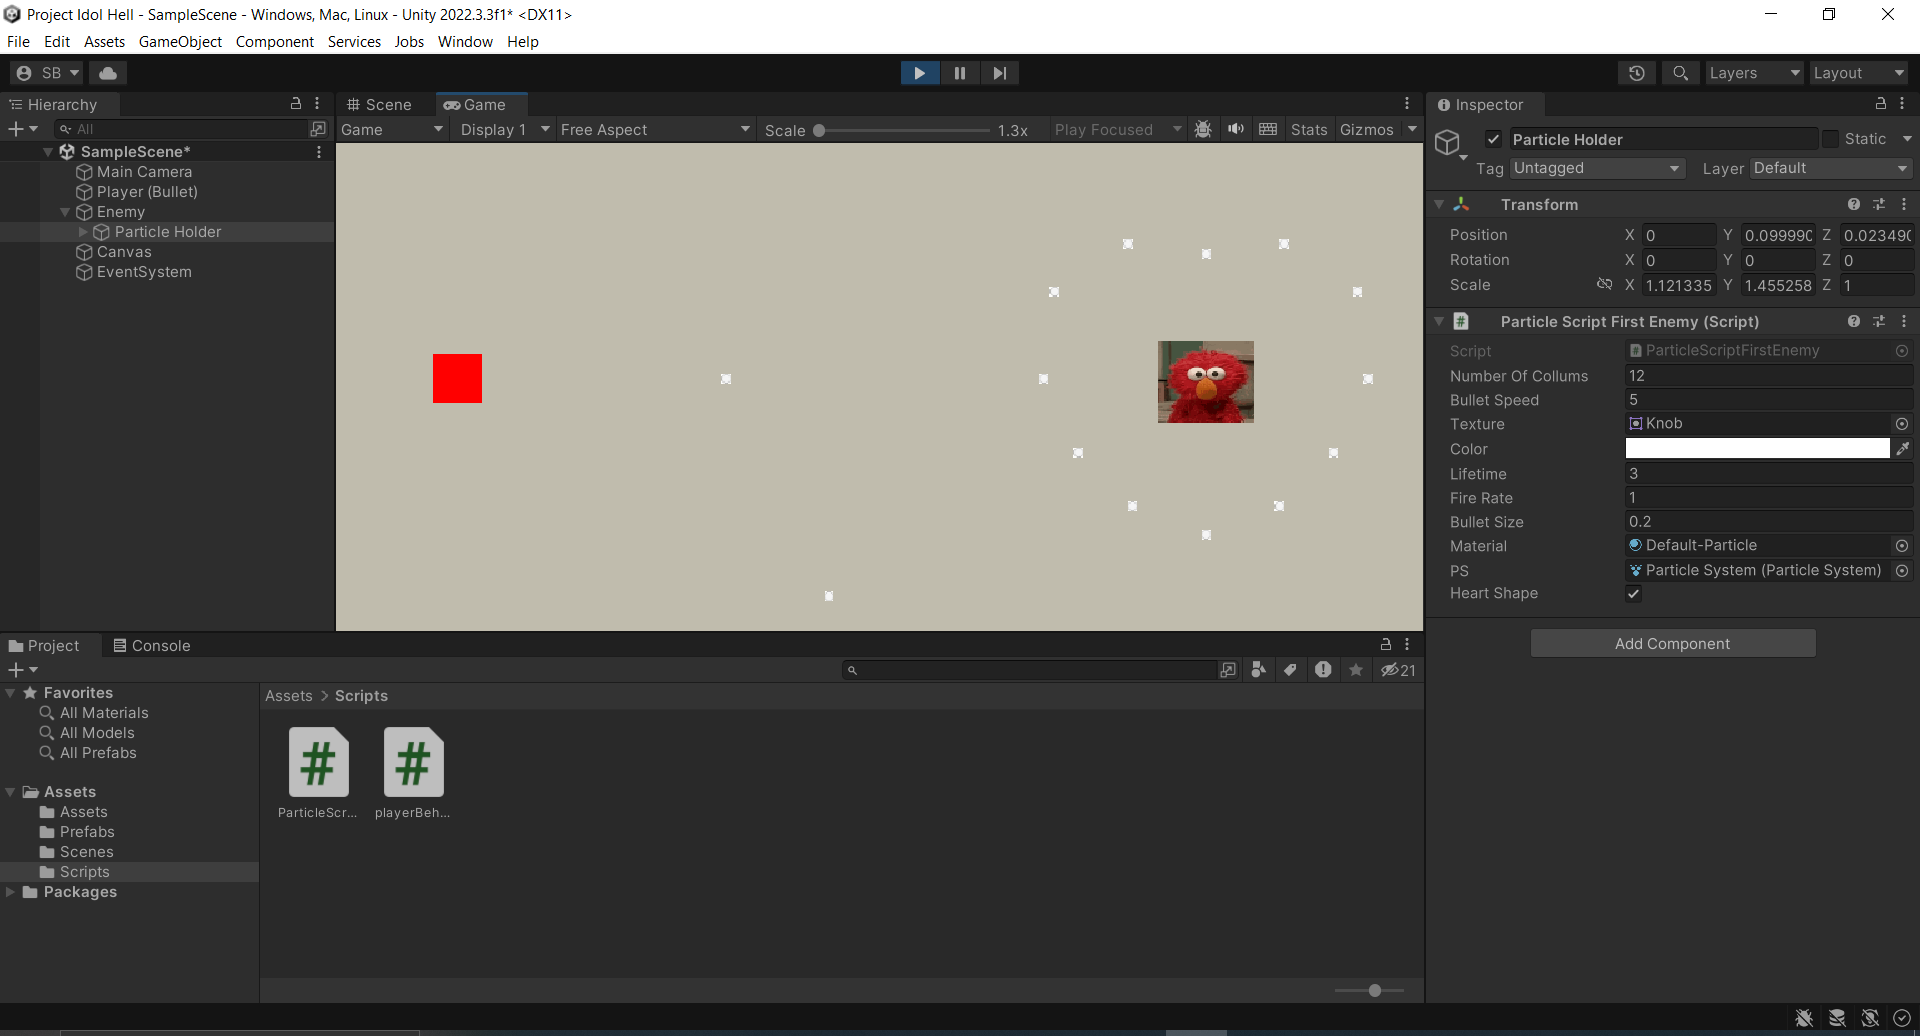 Project Idol Hell - SampleScene - Windows, Mac, Linux - Unity 2022.3.3f1* <DX11>
File Edit Assets GameObject Component Services Jobs Window Help
SB Layers Layout
Hierarchy
All
SampleScene*
Main Camera
Player (Bullet)
Enemy
Particle Holder
Canvas
EventSystem
Scene Game
Game Display 1 Free Aspect Scale 1.3x Play Focused Stats Gizmos
Inspector
Particle Holder Static
Tag Untagged Layer Default
Transform
Position X 0 Y 0.099990 Z 0.023490
Rotation X 0 Y 0 Z 0
Scale X 1.121335 Y 1.455258 Z 1
# Particle Script First Enemy (Script)
Script ParticleScriptFirstEnemy
Number Of Collums 12
Bullet Speed 5
Texture Knob
Color
Lifetime 3
Fire Rate 1
Bullet Size 0.2
Material Default-Particle
PS Particle System (Particle System)
Heart Shape
Add Component
Project Console
21
Favorites
All Materials
All Models
All Prefabs
Assets
Assets
Prefabs
Scenes
Scripts
Packages
Assets > Scripts
# #
ParticleScr... playerBeh...